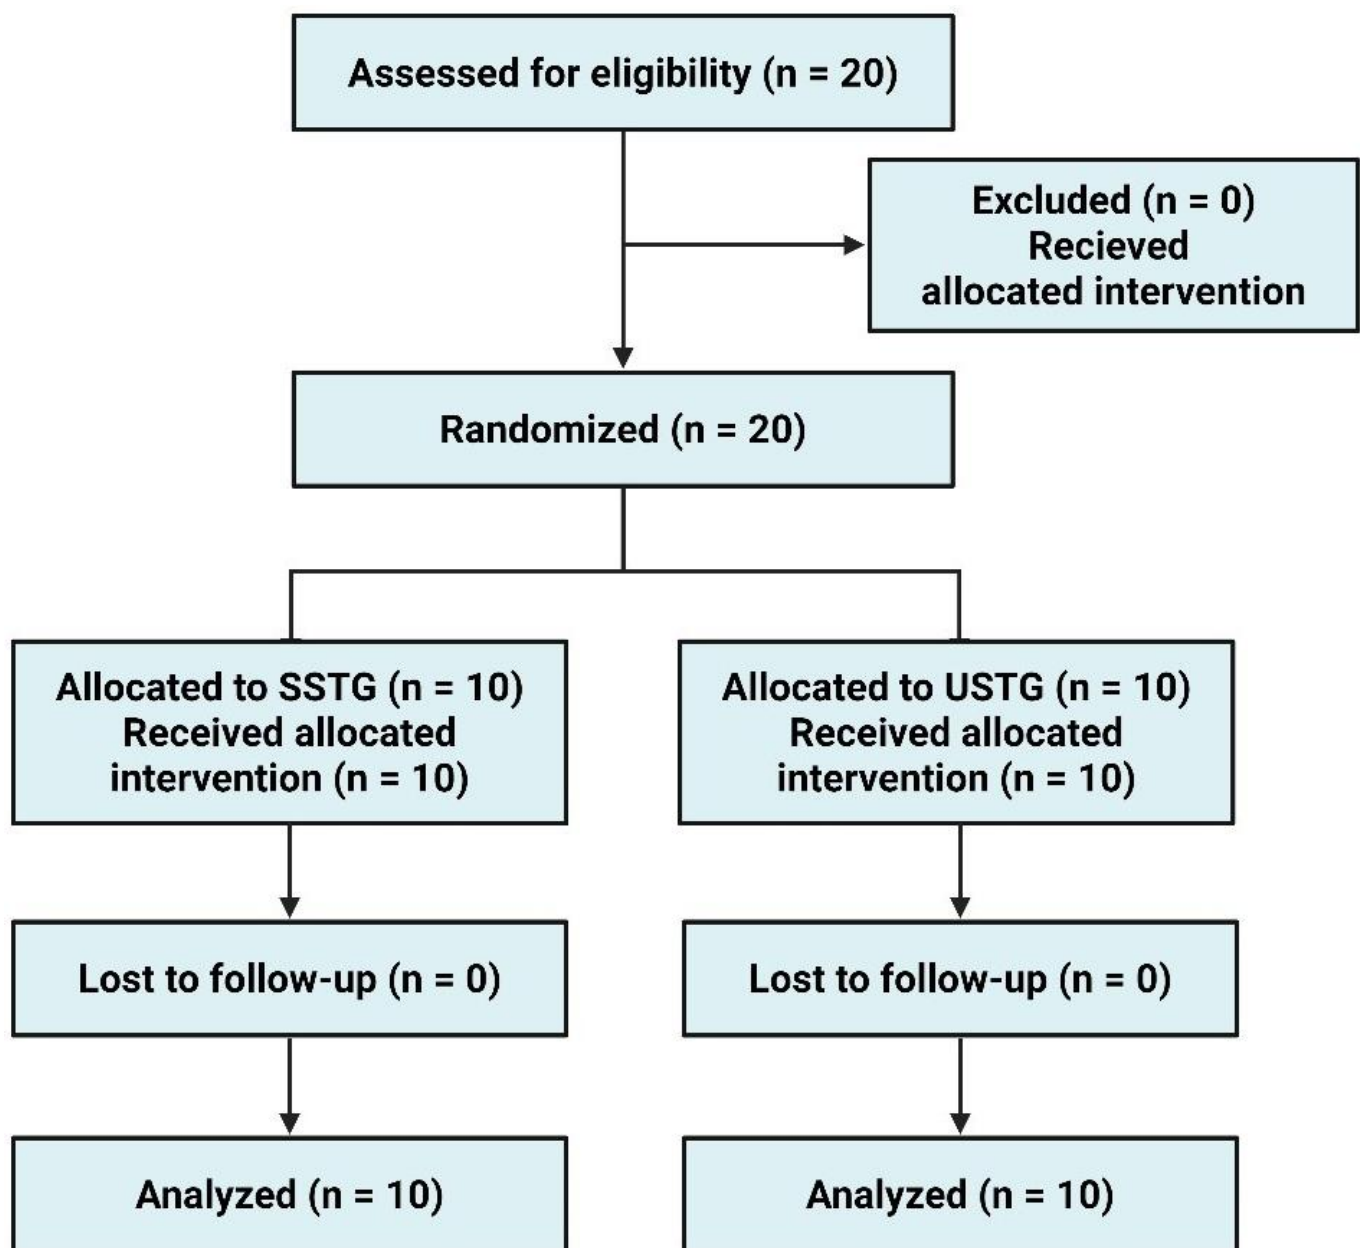 Assessed for eligibility (n = 20)
Excluded (n = 0)
Recieved
allocated intervention
Randomized (n = 20)
Allocated to SSTG (n = 10)
Received allocated
intervention (n = 10)
Allocated to USTG (n = 10)
Received allocated
intervention (n = 10)
Lost to follow-up (n = 0)
Lost to follow-up (n = 0)
Analyzed (n = 10)
Analyzed (n = 10)